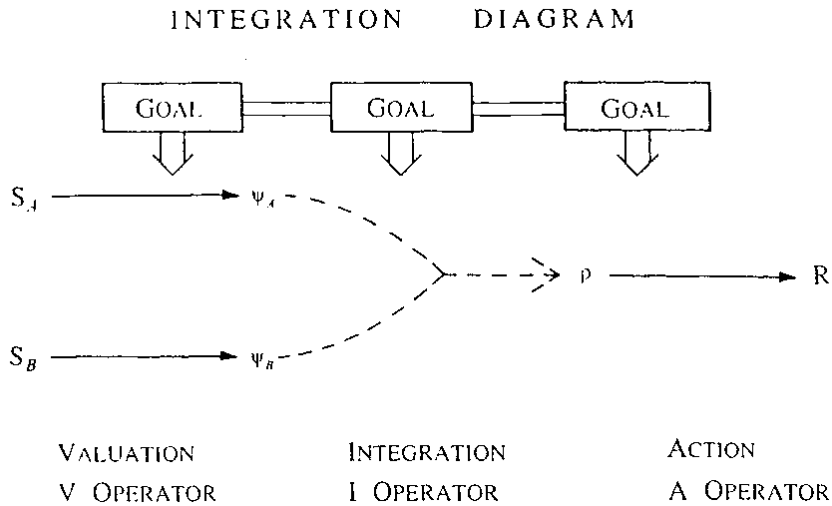 INTEGRATION DIAGRAM
GOAL GOAL GOAL
S_A ψ_A
ρ R
S_B ψ_B
VALUATION INTEGRATION ACTION
V OPERATOR I OPERATOR A OPERATOR